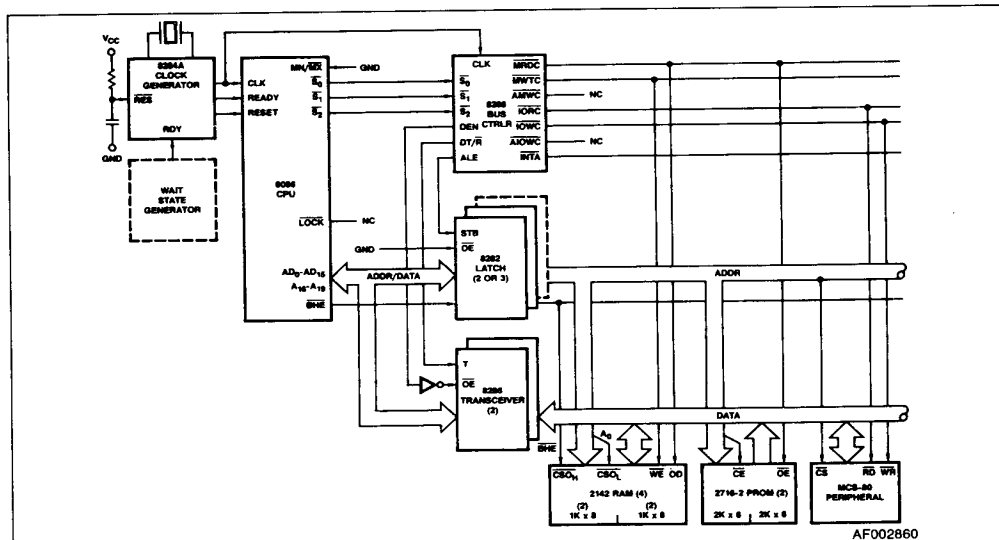 VCC
8284A
CLOCK
GENERATOR
RES
RDY
GND
WAIT
STATE
GENERATOR
CLK
READY
RESET
MN/MX
GND
S0
S1
S2
8086
CPU
LOCK
NC
AD0-AD15
A16-A19
BHE
ADDR/DATA
CLK
S0
S1
S2
DEN
DT/R
ALE
8288
BUS
CTRLR
MRDC
MWTC
AMWC
NC
IORC
IOWC
AIOWC
NC
INTA
STB
GND
OE
8282
LATCH
(2 OR 3)
ADDR
T
OE
8286
TRANSCEIVER
(2)
DATA
BHE
A0
CSOH
CSOL
WE
OD
2142 RAM (4)
(2)
1K x 8
(2)
1K x 8
CE
OE
2716-2 PROM (2)
2K x 8
2K x 8
CS
RD
WR
MCS-80
PERIPHERAL
AF002860